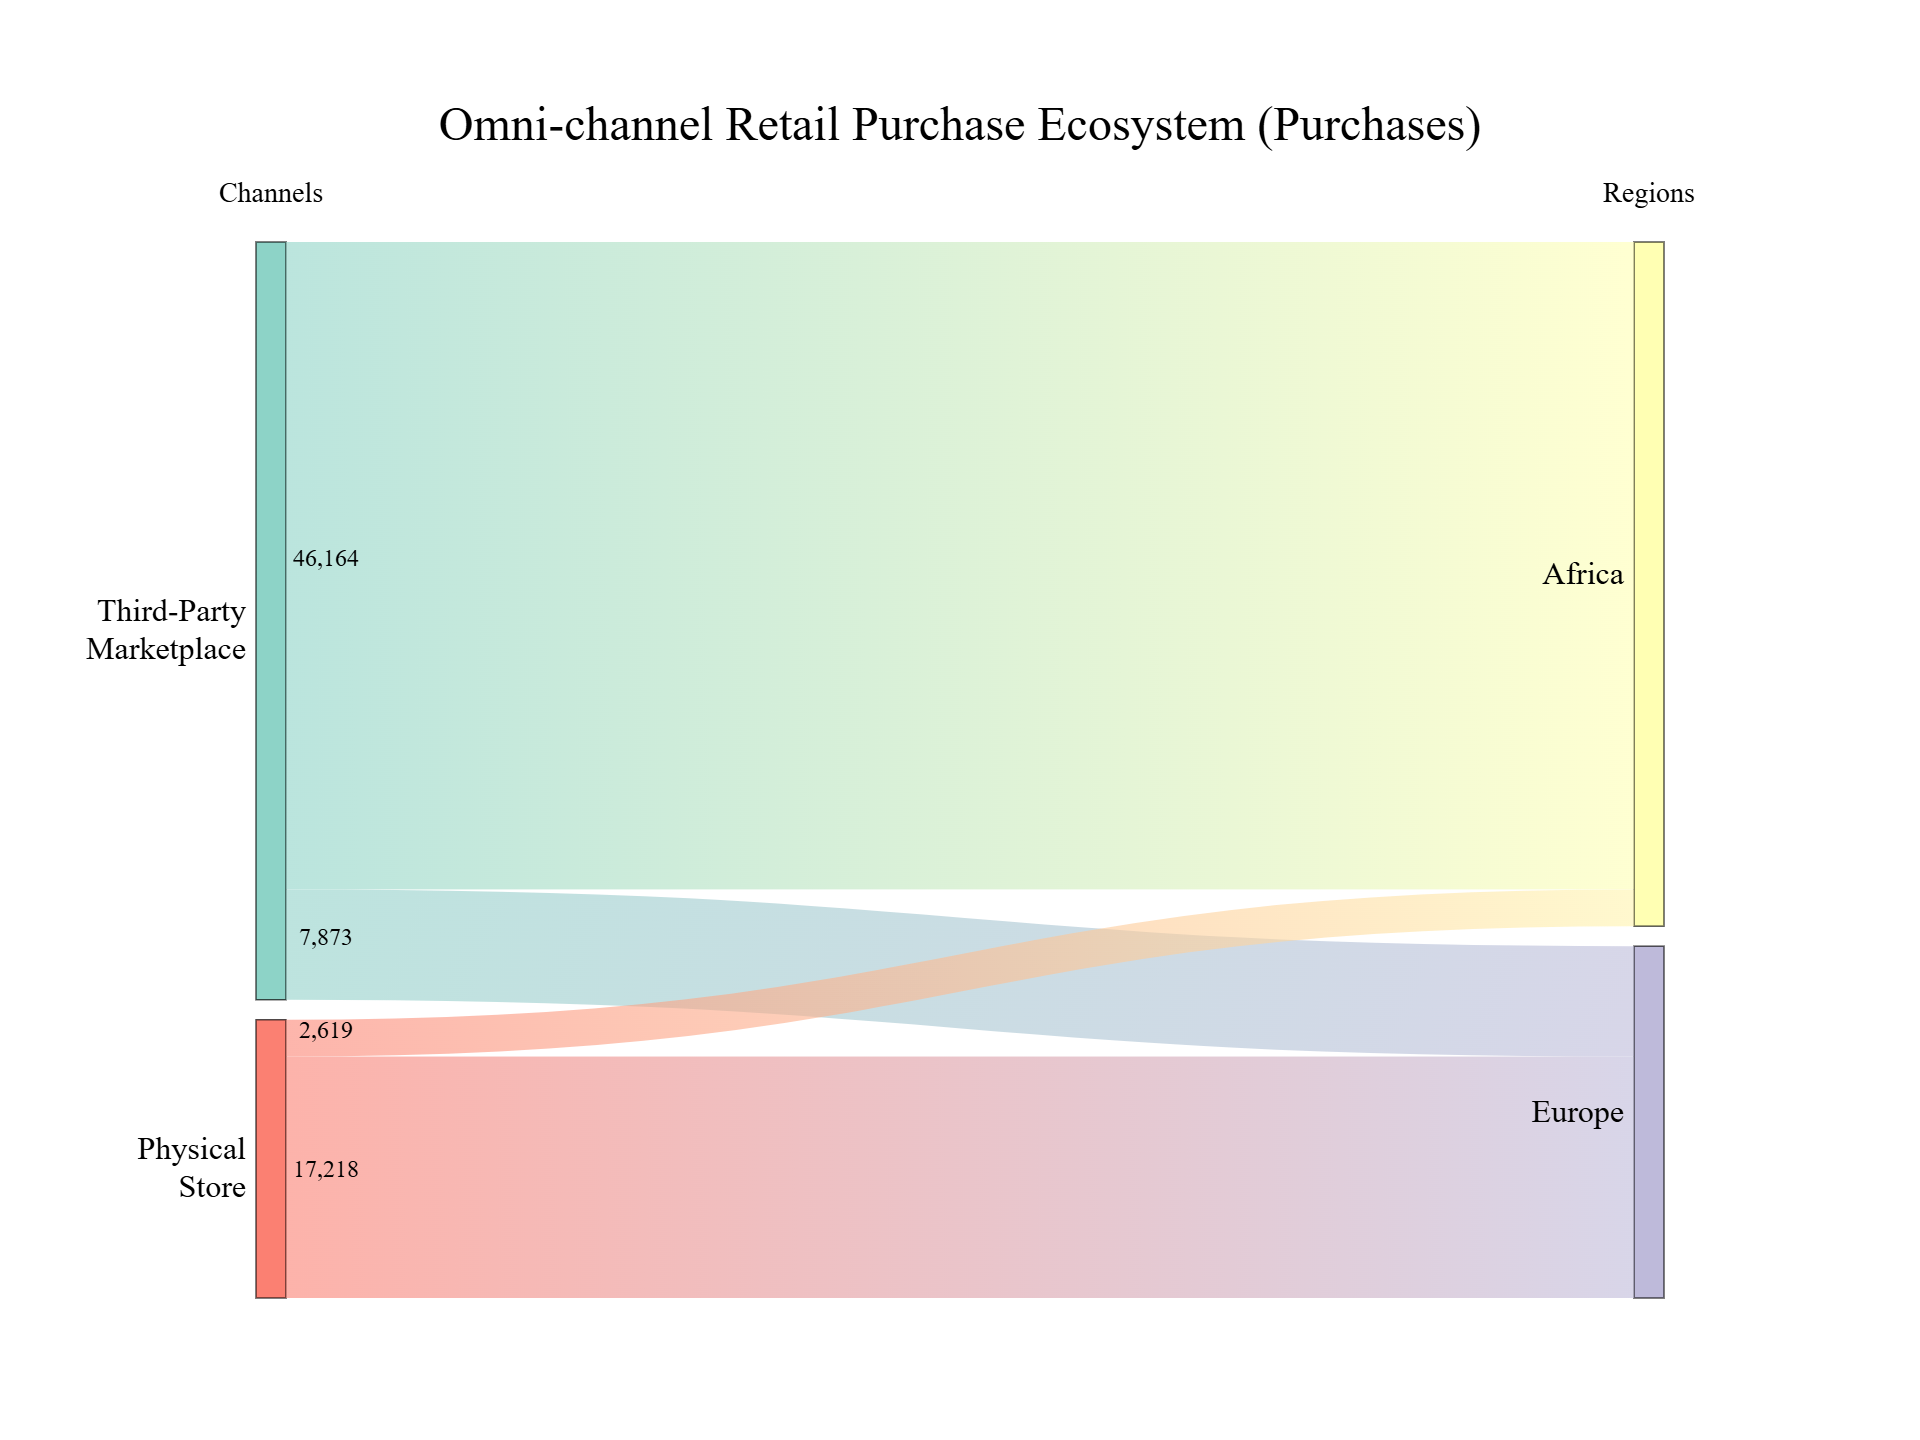 Omni-channel Retail Purchase Ecosystem (Purchases)
Channels
Regions
46,164
Africa
Third-Party
Marketplace
7,873
2,619
Europe
Physical
Store
17,218